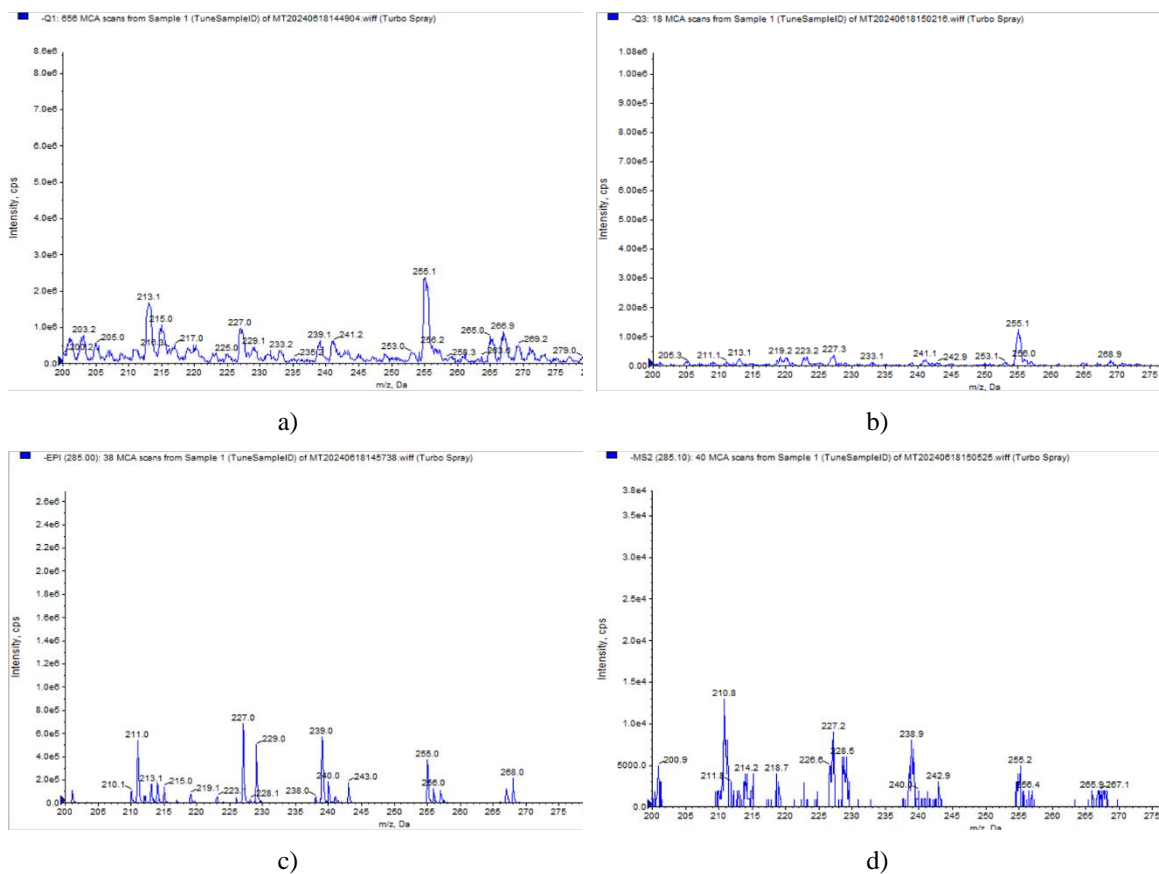 -Q1: 656 MCA scans from Sample 1 (TuneSampleID) of MT20240618144904.wiff (Turbo Spray)
Intensity, cps
8.6e6
8.0e6
7.0e6
6.0e6
5.0e6
4.0e6
3.0e6
2.0e6
1.0e6
0.0
255.1
213.1
215.0
227.0
203.2
205.0
200.2
216.3
217.0
225.0
229.1
233.2
235.2
239.1
241.2
253.0
256.2
259.3
265.0
263.6
266.9
269.2
279.0
200 210 220 230 240 250 260 270
m/z, Da
a)
-Q3: 18 MCA scans from Sample 1 (TuneSampleID) of MT20240618150216.wiff (Turbo Spray)
Intensity, cps
1.08e6
1.00e6
9.00e5
8.00e5
7.00e5
6.00e5
5.00e5
4.00e5
3.00e5
2.00e5
1.00e5
0.00
205.3
211.1
213.1
219.2
223.2
227.3
233.1
241.1
242.9
253.1
255.1
256.0
268.9
200 205 210 215 220 225 230 235 240 245 250 255 260 265 270 275
m/z, Da
b)
-EPI (285.00): 38 MCA scans from Sample 1 (TuneSampleID) of MT20240618145738.wiff (Turbo Spray)
Intensity, cps
2.6e6
2.4e6
2.2e6
2.0e6
1.8e6
1.6e6
1.4e6
1.2e6
1.0e6
8.0e5
6.0e5
4.0e5
2.0e5
0.0
210.1
211.0
213.1
215.0
219.1
227.0
228.1
229.0
238.0
239.0
240.0
243.0
255.0
256.0
268.0
200 205 210 215 220 225 230 235 240 245 250 255 260 265 270 275
m/z, Da
c)
-MS2 (285.10): 40 MCA scans from Sample 1 (TuneSampleID) of MT20240618150525.wiff (Turbo Spray)
Intensity, cps
3.8e4
3.5e4
3.0e4
2.5e4
2.0e4
1.5e4
1.0e4
5000.0
0.0
200.9
210.8
211.8
214.2
218.7
226.6
227.2
228.5
238.9
242.9
255.2
256.4
265.9
267.1
200 205 210 215 220 225 230 235 240 245 250 255 260 265 270 275
m/z, Da
d)